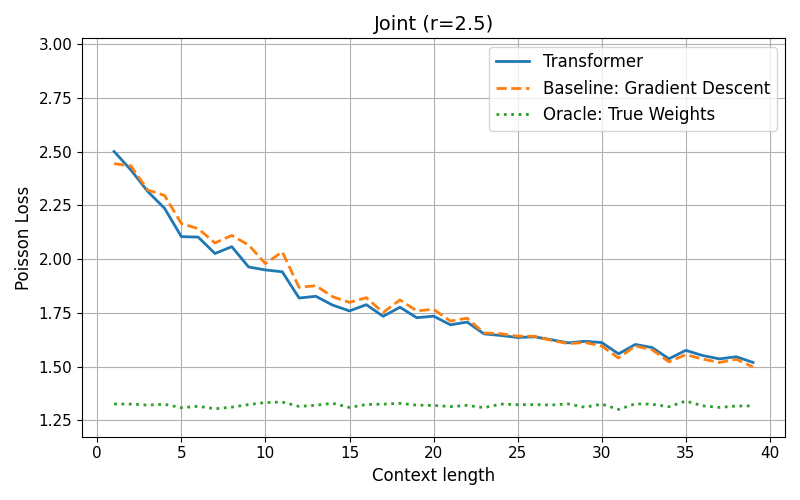 Joint (r=2.5)
Poisson Loss
3.00
2.75
2.50
2.25
2.00
1.75
1.50
1.25
Transformer
Baseline: Gradient Descent
Oracle: True Weights
0 5 10 15 20 25 30 35 40
Context length